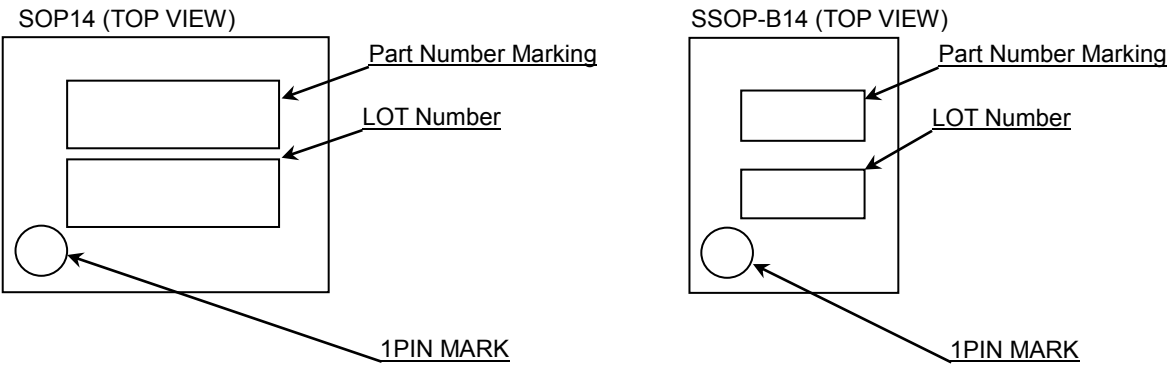 SOP14 (TOP VIEW)
Part Number Marking
LOT Number
1PIN MARK
SSOP-B14 (TOP VIEW)
Part Number Marking
LOT Number
1PIN MARK